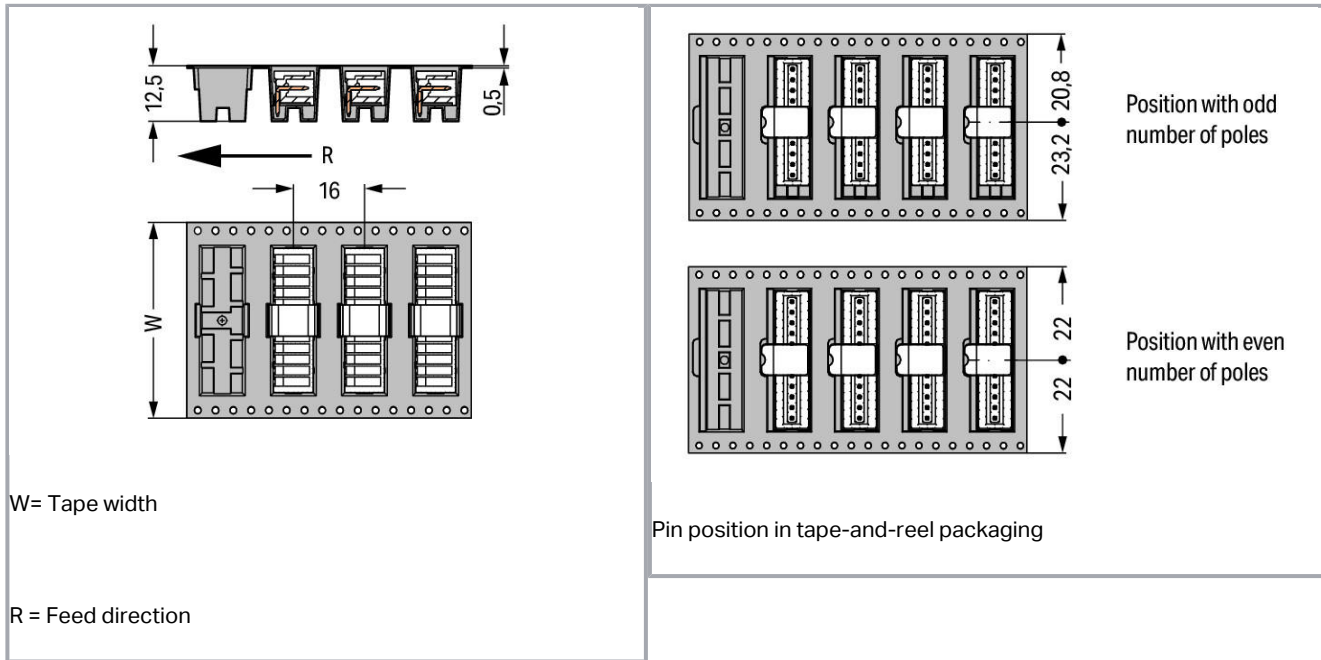 12,5
0,5
R
16
W
W= Tape width
R = Feed direction
20,8
23,2
Position with odd
number of poles
22
22
Position with even
number of poles
Pin position in tape-and-reel packaging